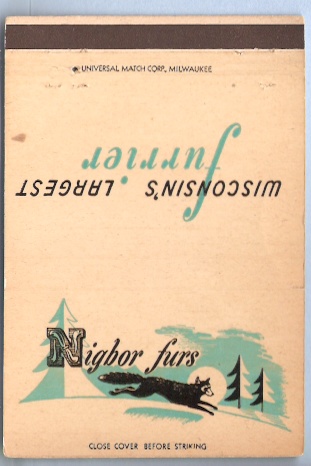 UNIVERSAL MATCH CORP., MILWAUKEE
WISCONSIN'S LARGEST
furrier
Nigbor furs
CLOSE COVER BEFORE STRIKING